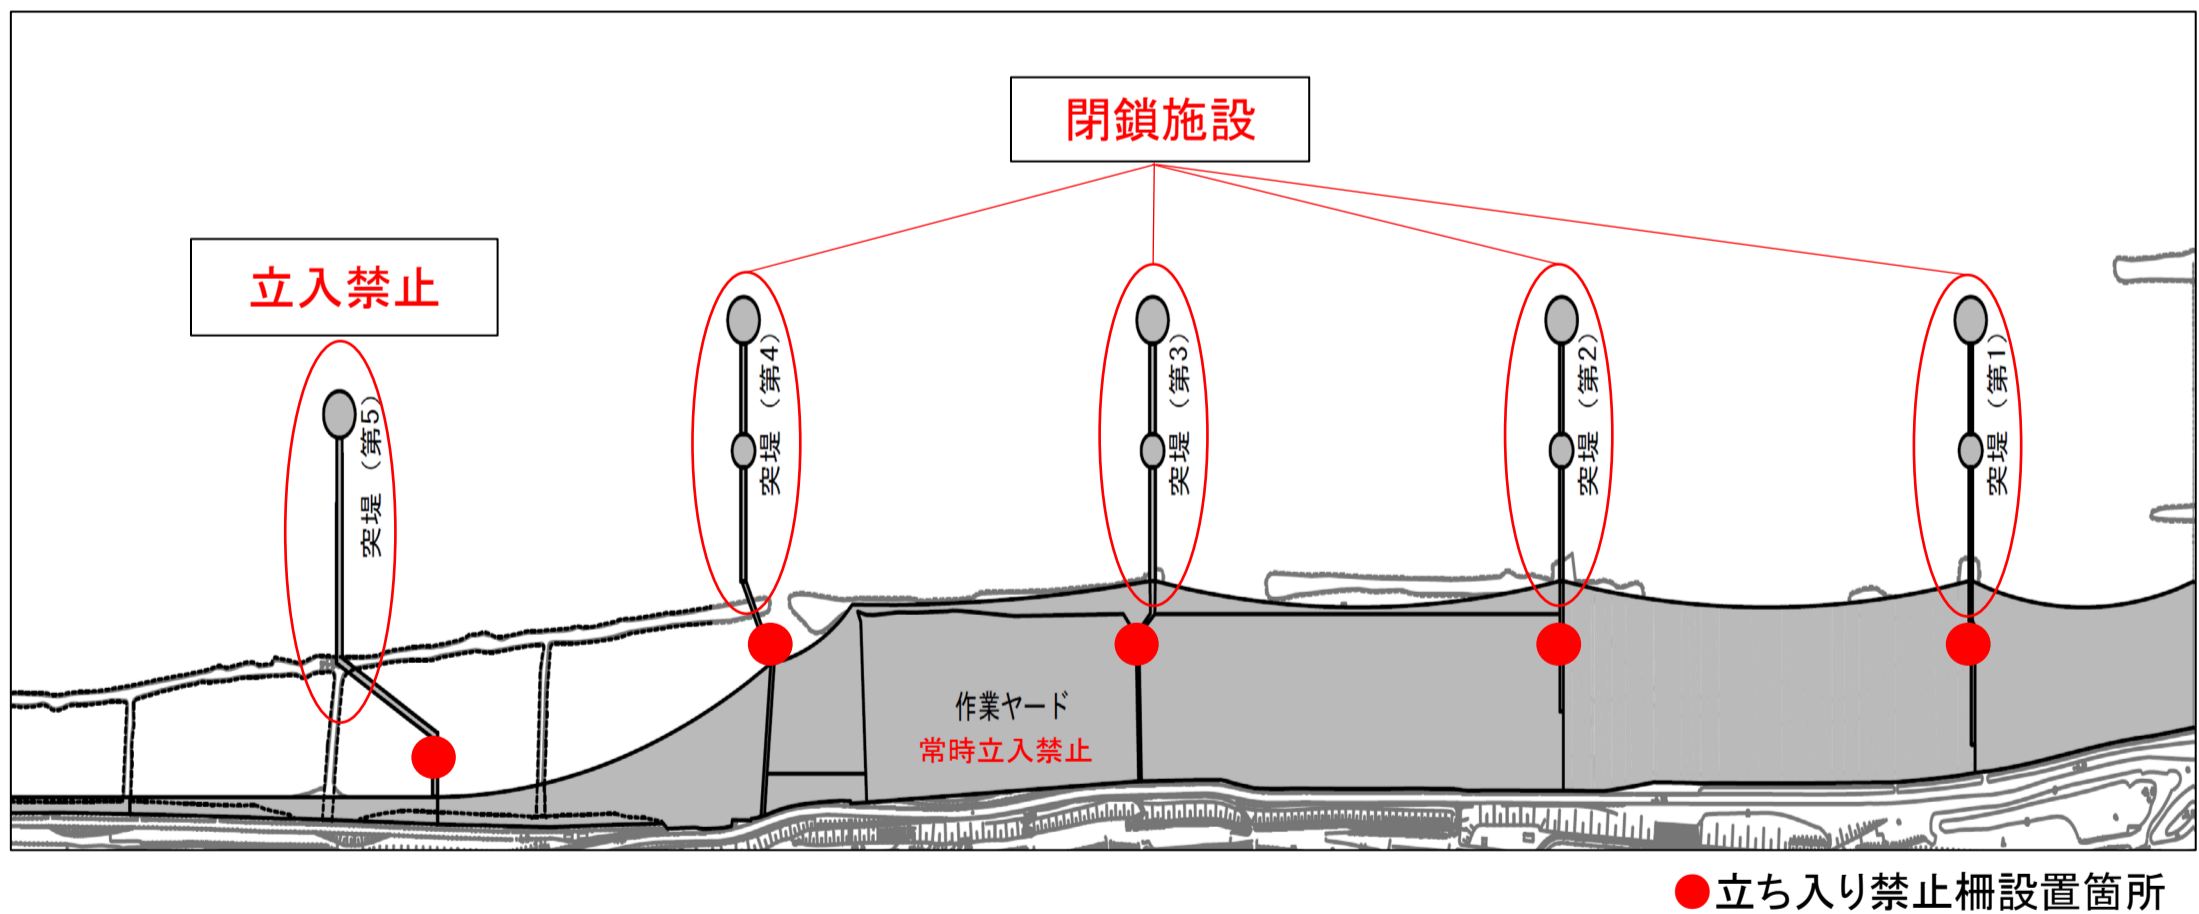 閉鎖施設
立入禁止
突堤（第5）
突堤（第4）
突堤（第3）
突堤（第2）
突堤（第1）
作業ヤード
常時立入禁止
●立ち入り禁止柵設置箇所